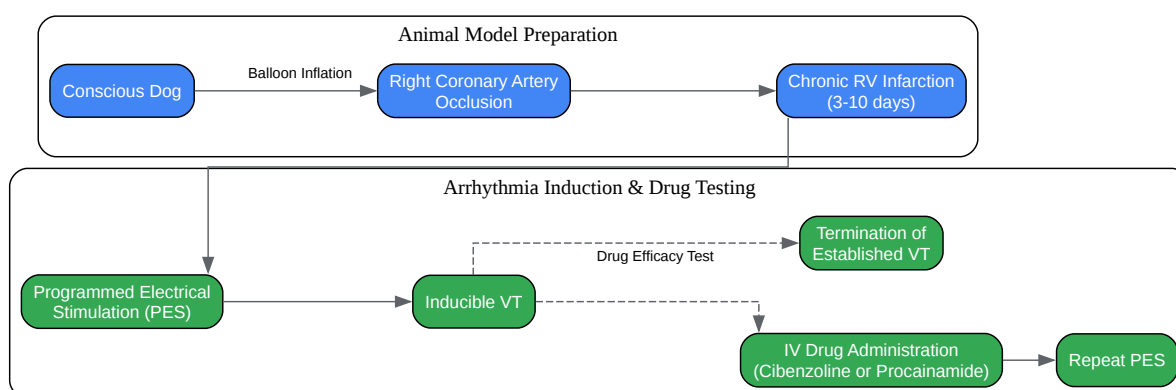 Animal Model Preparation
Conscious Dog
Balloon Inflation
Right Coronary Artery
Occlusion
Chronic RV Infarction
(3-10 days)
Arrhythmia Induction & Drug Testing
Programmed Electrical
Stimulation (PES)
Inducible VT
Drug Efficacy Test
Termination of
Established VT
IV Drug Administration
(Cibenzoline or Procainamide)
Repeat PES